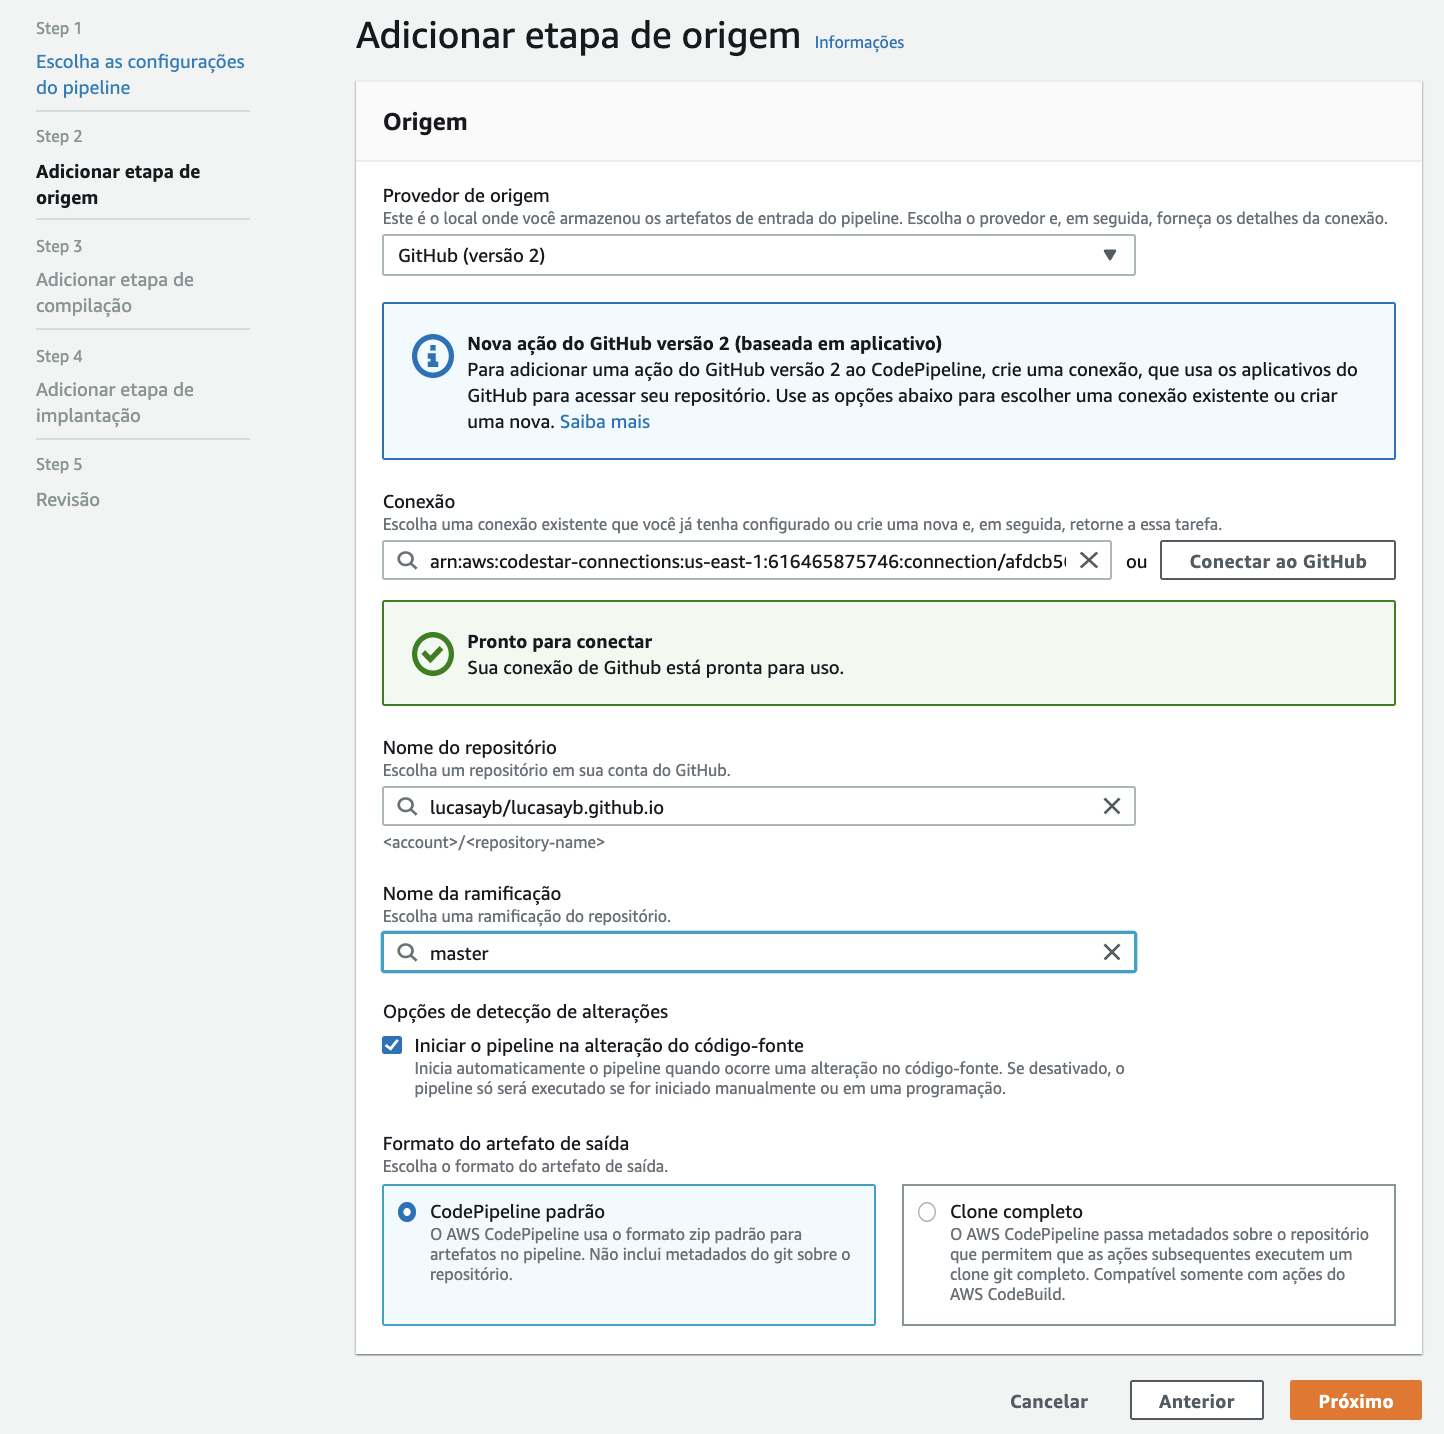 Step 1
Escolha as configurações
do pipeline
Step 2
Adicionar etapa de
origem
Step 3
Adicionar etapa de
compilação
Step 4
Adicionar etapa de
implantação
Step 5
Revisão
Adicionar etapa de origem Informações
Origem
Provedor de origem
Este é o local onde você armazenou os artefatos de entrada do pipeline. Escolha o provedor e, em seguida, forneça os detalhes da conexão.
GitHub (versão 2)
Nova ação do GitHub versão 2 (baseada em aplicativo)
Para adicionar uma ação do GitHub versão 2 ao CodePipeline, crie uma conexão, que usa os aplicativos do
GitHub para acessar seu repositório. Use as opções abaixo para escolher uma conexão existente ou criar
uma nova. Saiba mais
Conexão
Escolha uma conexão existente que você já tenha configurado ou crie uma nova e, em seguida, retorne a essa tarefa.
arn:aws:codestar-connections:us-east-1:616465875746:connection/afdcb5 ou Conectar ao GitHub
Pronto para conectar
Sua conexão de Github está pronta para uso.
Nome do repositório
Escolha um repositório em sua conta do GitHub.
lucasayb/lucasayb.github.io
<account>/<repository-name>
Nome da ramificação
Escolha uma ramificação do repositório.
master
Opções de detecção de alterações
Iniciar o pipeline na alteração do código-fonte
Inicia automaticamente o pipeline quando ocorre uma alteração no código-fonte. Se desativado, o
pipeline só será executado se for iniciado manualmente ou em uma programação.
Formato do artefato de saída
Escolha o formato do artefato de saída.
CodePipeline padrão
O AWS CodePipeline usa o formato zip padrão para
artefatos no pipeline. Não inclui metadados do git sobre o
repositório.
Clone completo
O AWS CodePipeline passa metadados sobre o repositório
que permitem que as ações subsequentes executem um
clone git completo. Compatível somente com ações do
AWS CodeBuild.
Cancelar Anterior Próximo